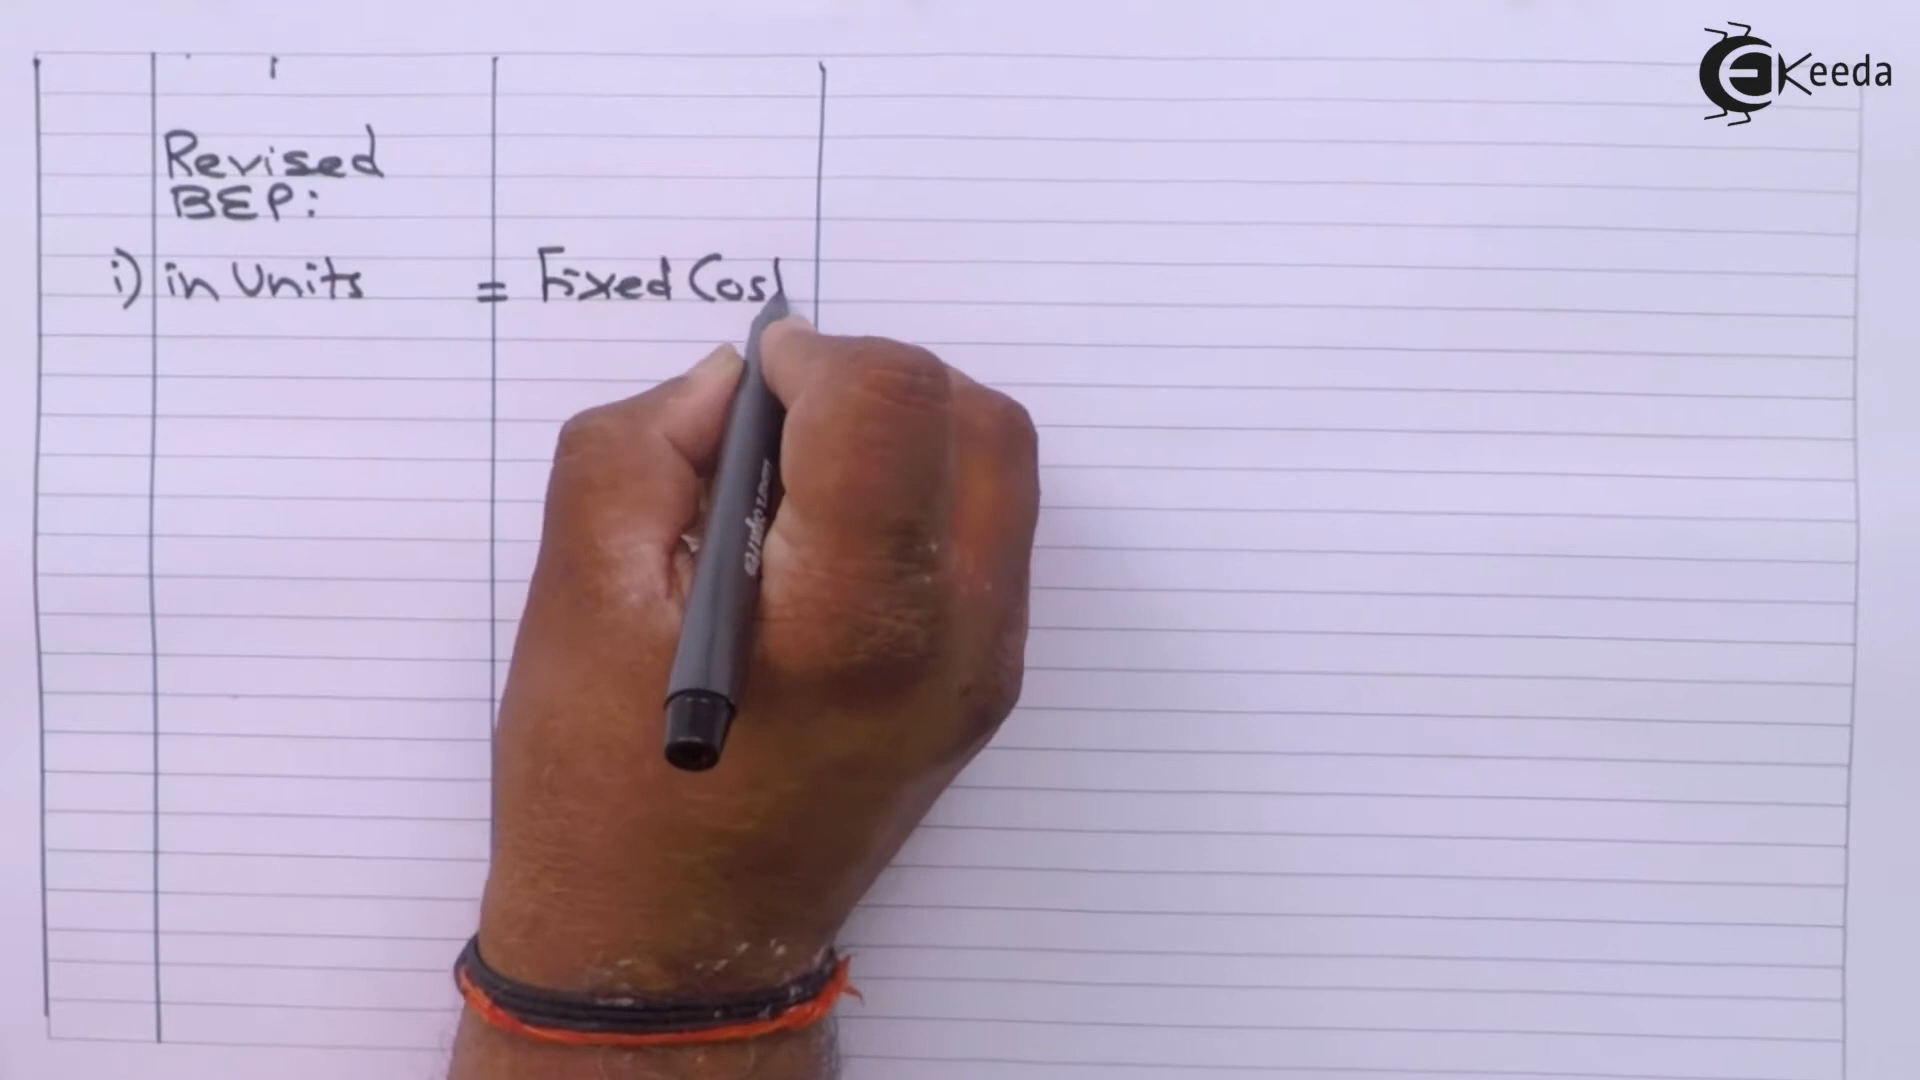 Keeda
Revised
BEP:
i) in Units = Fixed Cost